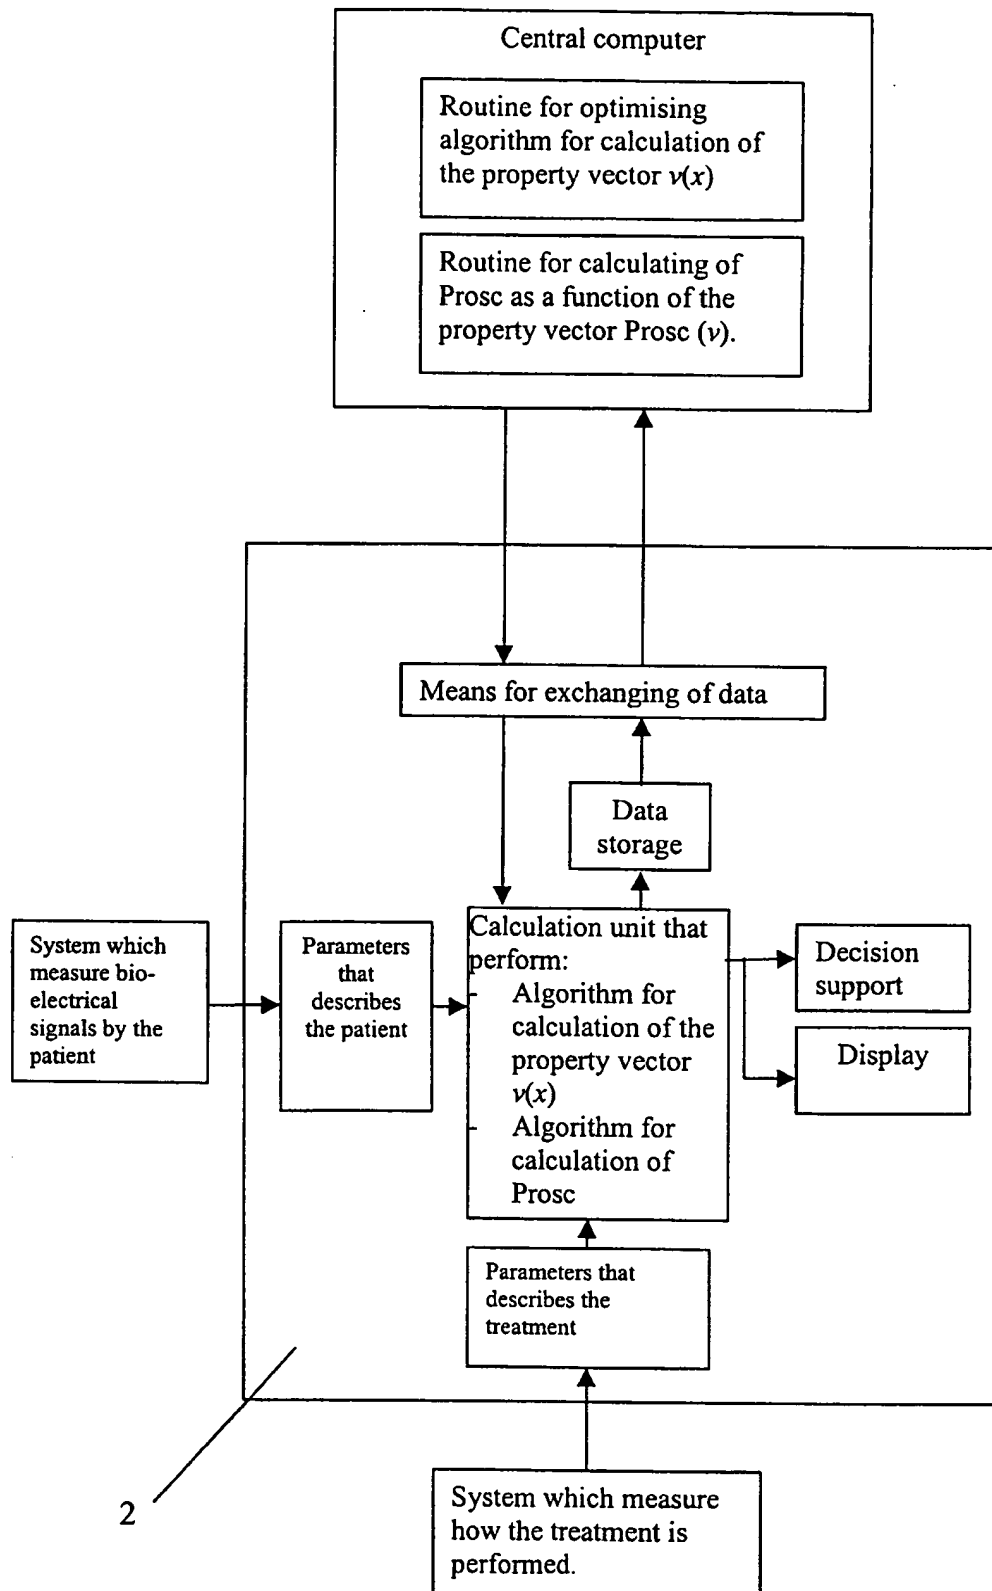 Central computer
Routine for optimising
algorithm for calculation of
the property vector v(x)
Routine for calculating of
Prosc as a function of the
property vector Prosc (v).
Means for exchanging of data
Data
storage
System which
measure bio-
electrical
signals by the
patient
Parameters
that
describes
the patient
Calculation unit that
perform:
- Algorithm for
calculation of the
property vector
v(x)
- Algorithm for
calculation of
Prosc
Decision
support
Display
Parameters that
describes the
treatment
2
System which measure
how the treatment is
performed.